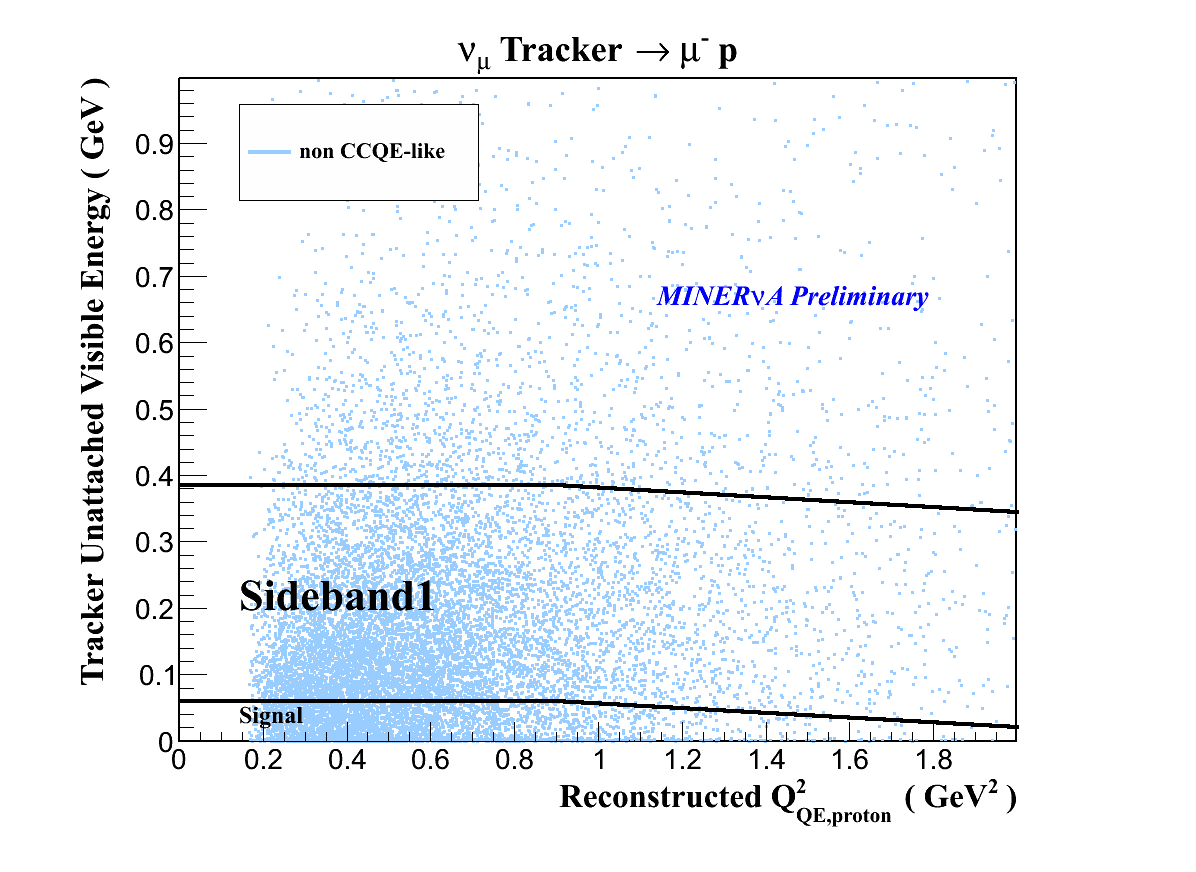 ν_μ Tracker → μ⁻ p
Tracker Unattached Visible Energy ( GeV )
non CCQE-like
0.9
0.8
0.7
MINERνA Preliminary
0.6
0.5
0.4
0.3
Sideband1
0.2
0.1
Signal
0
0 0.2 0.4 0.6 0.8 1 1.2 1.4 1.6 1.8
Reconstructed Q²_QE,proton ( GeV² )